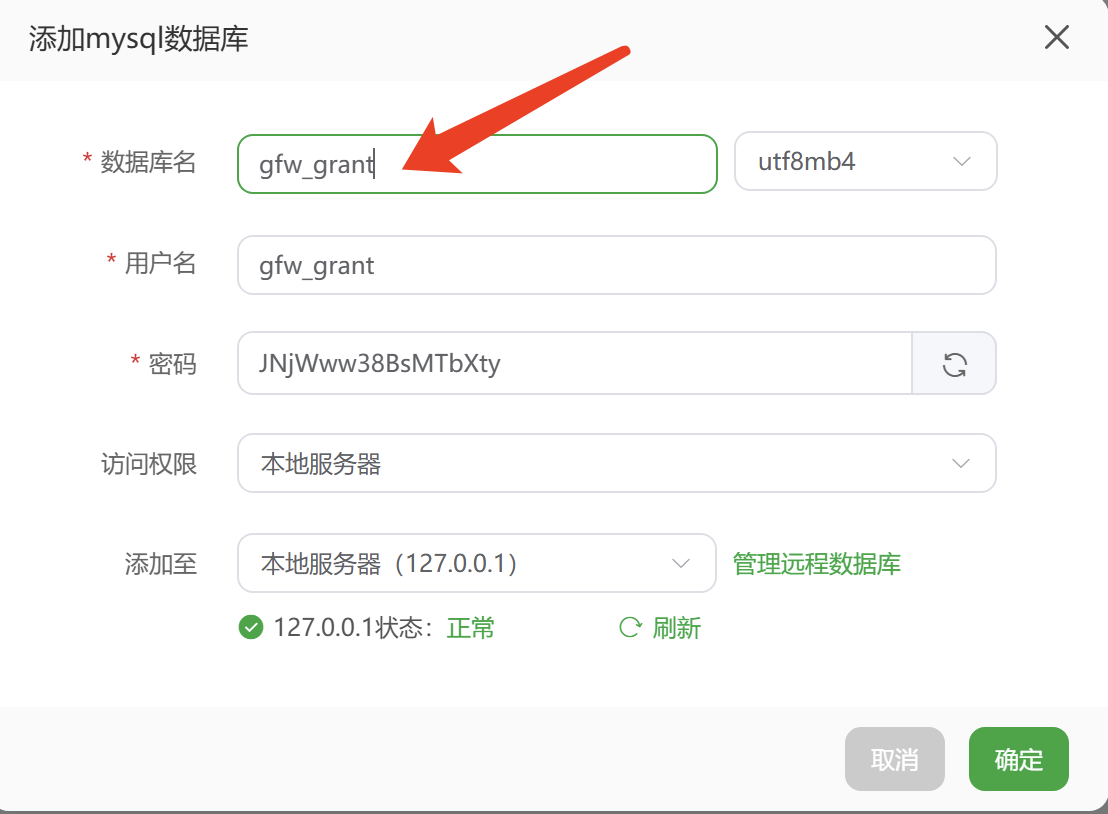 添加mysql数据库
* 数据库名 gfw_grant utf8mb4
* 用户名 gfw_grant
* 密码 JNjWww38BsMTbXty
访问权限 本地服务器
添加至 本地服务器（127.0.0.1） 管理远程数据库
127.0.0.1状态：正常 刷新
取消 确定